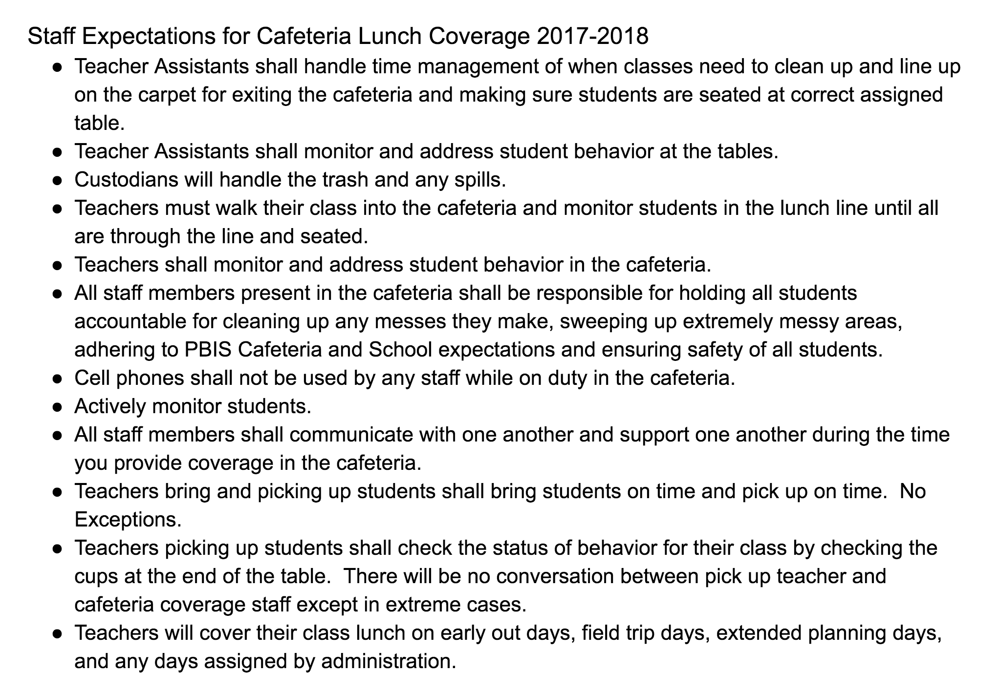 Staff Expectations for Cafeteria Lunch Coverage 2017-2018
● Teacher Assistants shall handle time management of when classes need to clean up and line up
on the carpet for exiting the cafeteria and making sure students are seated at correct assigned
table.
● Teacher Assistants shall monitor and address student behavior at the tables.
● Custodians will handle the trash and any spills.
● Teachers must walk their class into the cafeteria and monitor students in the lunch line until all
are through the line and seated.
● Teachers shall monitor and address student behavior in the cafeteria.
● All staff members present in the cafeteria shall be responsible for holding all students
accountable for cleaning up any messes they make, sweeping up extremely messy areas,
adhering to PBIS Cafeteria and School expectations and ensuring safety of all students.
● Cell phones shall not be used by any staff while on duty in the cafeteria.
● Actively monitor students.
● All staff members shall communicate with one another and support one another during the time
you provide coverage in the cafeteria.
● Teachers bring and picking up students shall bring students on time and pick up on time.  No
Exceptions.
● Teachers picking up students shall check the status of behavior for their class by checking the
cups at the end of the table.  There will be no conversation between pick up teacher and
cafeteria coverage staff except in extreme cases.
● Teachers will cover their class lunch on early out days, field trip days, extended planning days,
and any days assigned by administration.